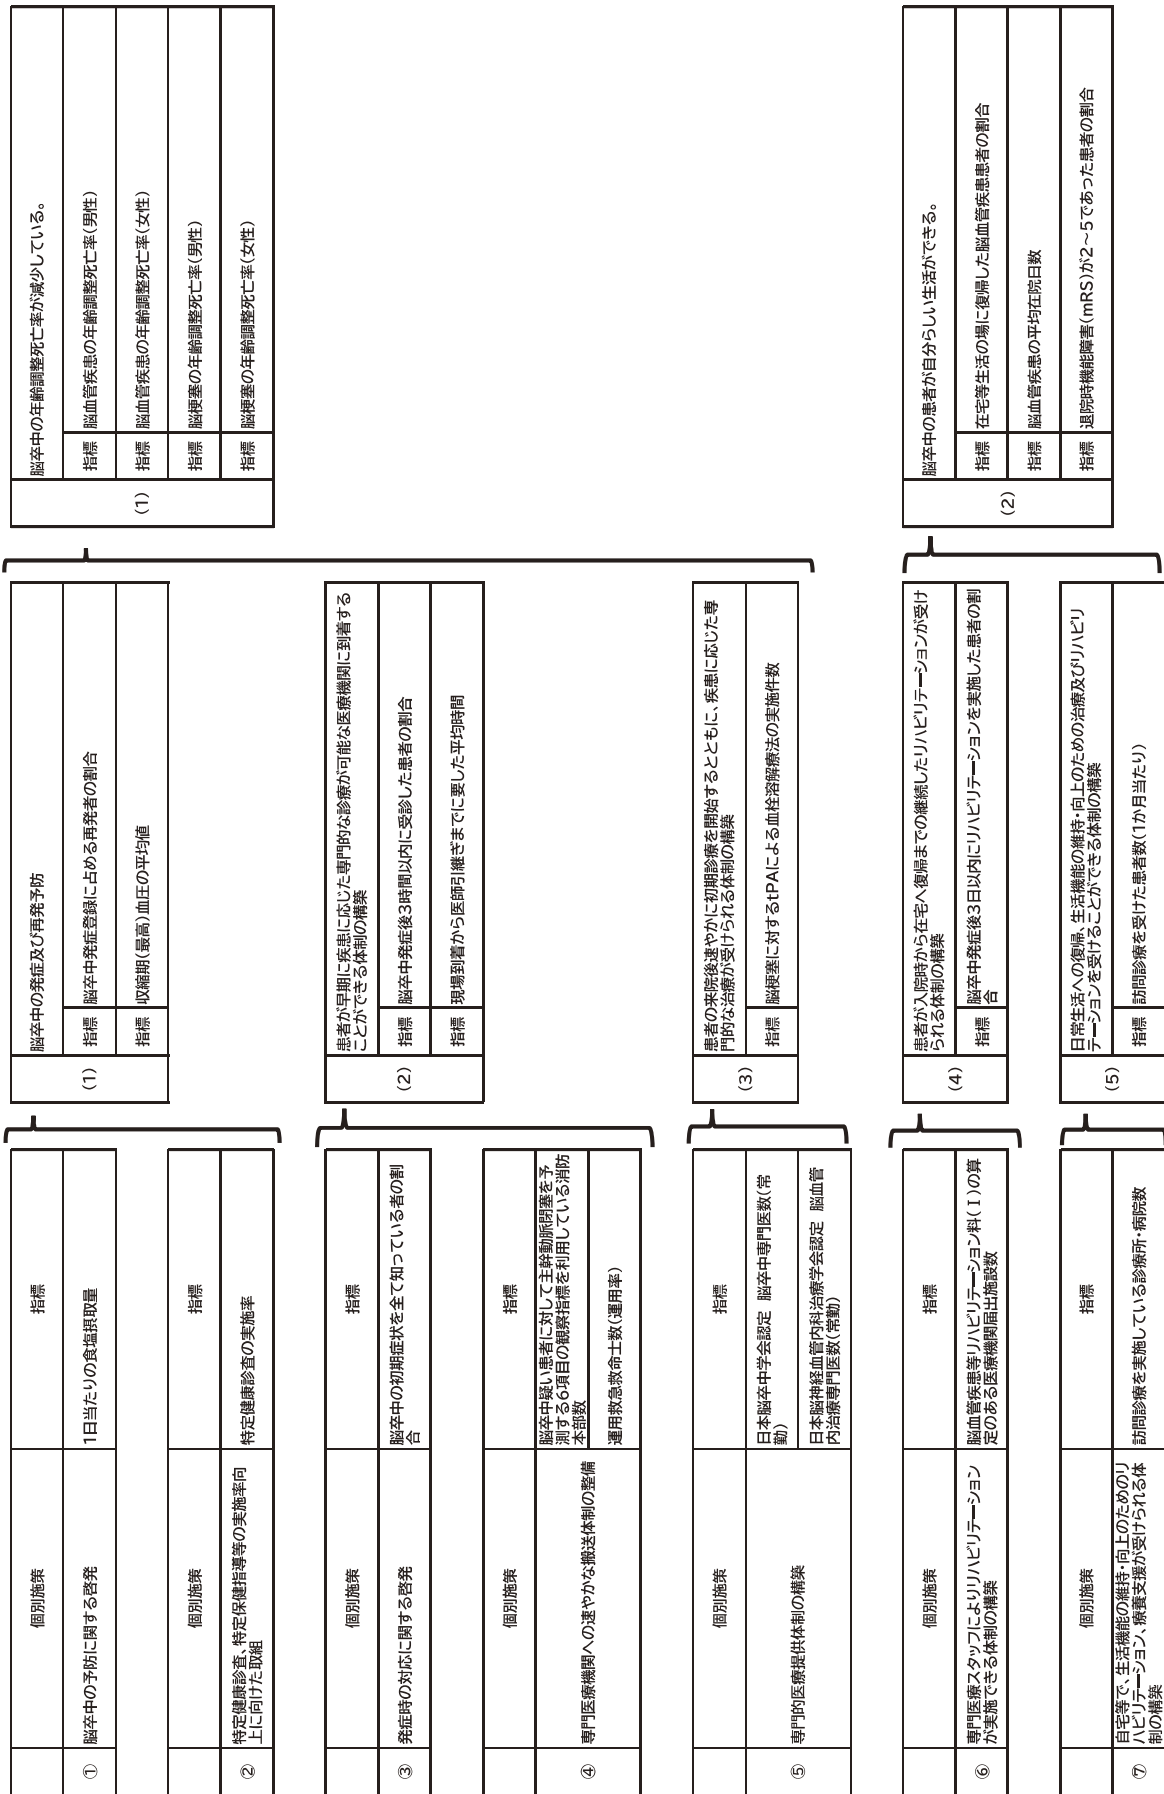 個別施策
指標
①
脳卒中の予防に関する啓発
1日当たりの食塩摂取量
個別施策
指標
②
特定健康診査、特定保健指導等の実施率向
上に向けた取組
特定健康診査の実施率
個別施策
指標
③
発症時の対応に関する啓発
脳卒中の初期症状を全て知っている者の割
合
個別施策
指標
④
専門医療機関への速やかな搬送体制の整備
脳卒中疑い患者に対して主幹動脈閉塞を予
測する6項目の観察指標を利用している消防
本部数
運用救急救命士数(運用率)
個別施策
指標
⑤
専門的医療提供体制の構築
日本脳卒中学会認定 脳卒中専門医数(常
勤)
日本脳神経血管内科治療学会認定 脳血管
内治療専門医数(常勤)
個別施策
指標
⑥
専門医療スタッフによりリハビリテーション
が実施できる体制の構築
脳血管疾患等リハビリテーション料(Ⅰ)の算
定のある医療機関届出施設数
個別施策
指標
⑦
自宅等で、生活機能の維持・向上のためのリ
ハビリテーション、療養支援が受けられる体
制の構築
訪問診療を実施している診療所・病院数
(1)
脳卒中の発症及び再発予防
指標
脳卒中発症登録に占める再発者の割合
指標
収縮期(最高)血圧の平均値
(2)
患者が早期に疾患に応じた専門的な診療が可能な医療機関に到着する
ことができる体制の構築
指標
脳卒中発症後3時間以内に受診した患者の割合
指標
現場到着から医師引継ぎまでに要した平均時間
(3)
患者の来院後速やかに初期診療を開始するとともに、疾患に応じた専
門的な治療が受けられる体制の構築
指標
脳梗塞に対するtPAによる血栓溶解療法の実施件数
(4)
患者が入院時から在宅へ復帰までの継続したリハビリテーションが受け
られる体制の構築
指標
脳卒中発症後3日以内にリハビリテーションを実施した患者の割
合
(5)
日常生活への復帰、生活機能の維持・向上のための治療及びリハビリ
テーションを受けることができる体制の構築
指標
訪問診療を受けた患者数(1か月当たり)
(1)
脳卒中の年齢調整死亡率が減少している。
指標
脳血管疾患の年齢調整死亡率(男性)
指標
脳血管疾患の年齢調整死亡率(女性)
指標
脳梗塞の年齢調整死亡率(男性)
指標
脳梗塞の年齢調整死亡率(女性)
(2)
脳卒中の患者が自分らしい生活ができる。
指標
在宅等生活の場に復帰した脳血管疾患患者の割合
指標
脳血管疾患の平均在院日数
指標
退院時機能障害(mRS)が2～5であった患者の割合